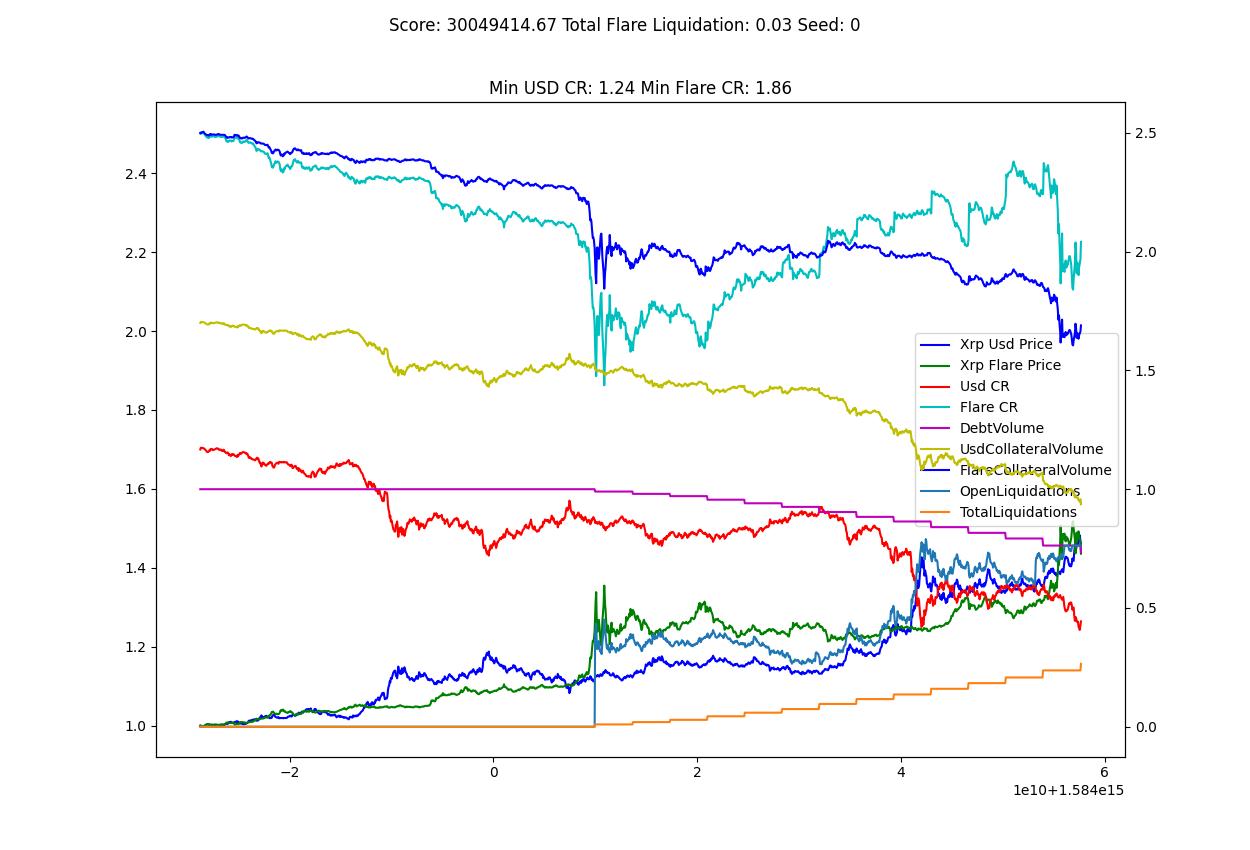 Score: 30049414.67 Total Flare Liquidation: 0.03 Seed: 0
Min USD CR: 1.24 Min Flare CR: 1.86
2.4
2.2
2.0
1.8
1.6
1.4
1.2
1.0
2.5
2.0
1.5
1.0
0.5
0.0
Xrp Usd Price
Xrp Flare Price
Usd CR
Flare CR
DebtVolume
UsdCollateralVolume
FlareCollateralVolume
OpenLiquidations
TotalLiquidations
−2 0 2 4 6
1e10+1.584e15